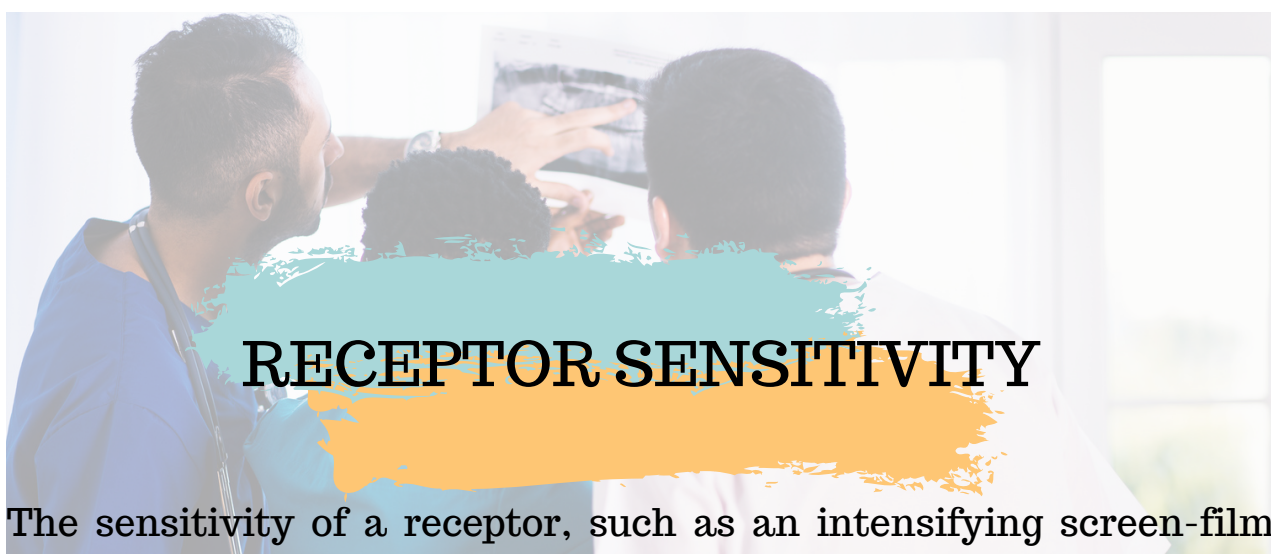 RECEPTOR SENSITIVITY
The sensitivity of a receptor, such as an intensifying screen-film